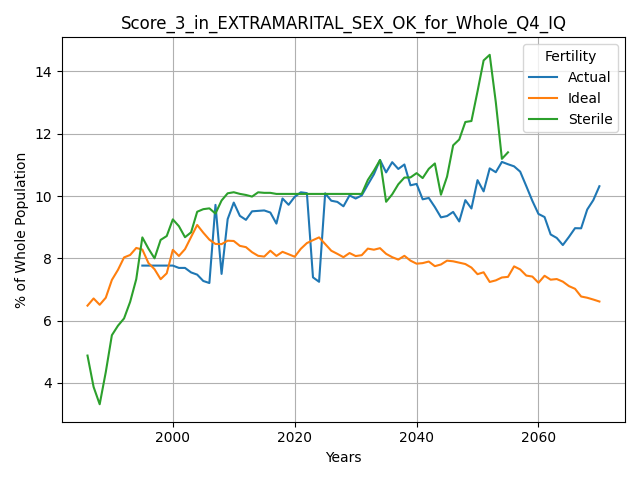 Score_3_in_EXTRAMARITAL_SEX_OK_for_Whole_Q4_IQ
Fertility
Actual
Ideal
Sterile
% of Whole Population
14
12
10
8
6
4
2000 2020 2040 2060
Years